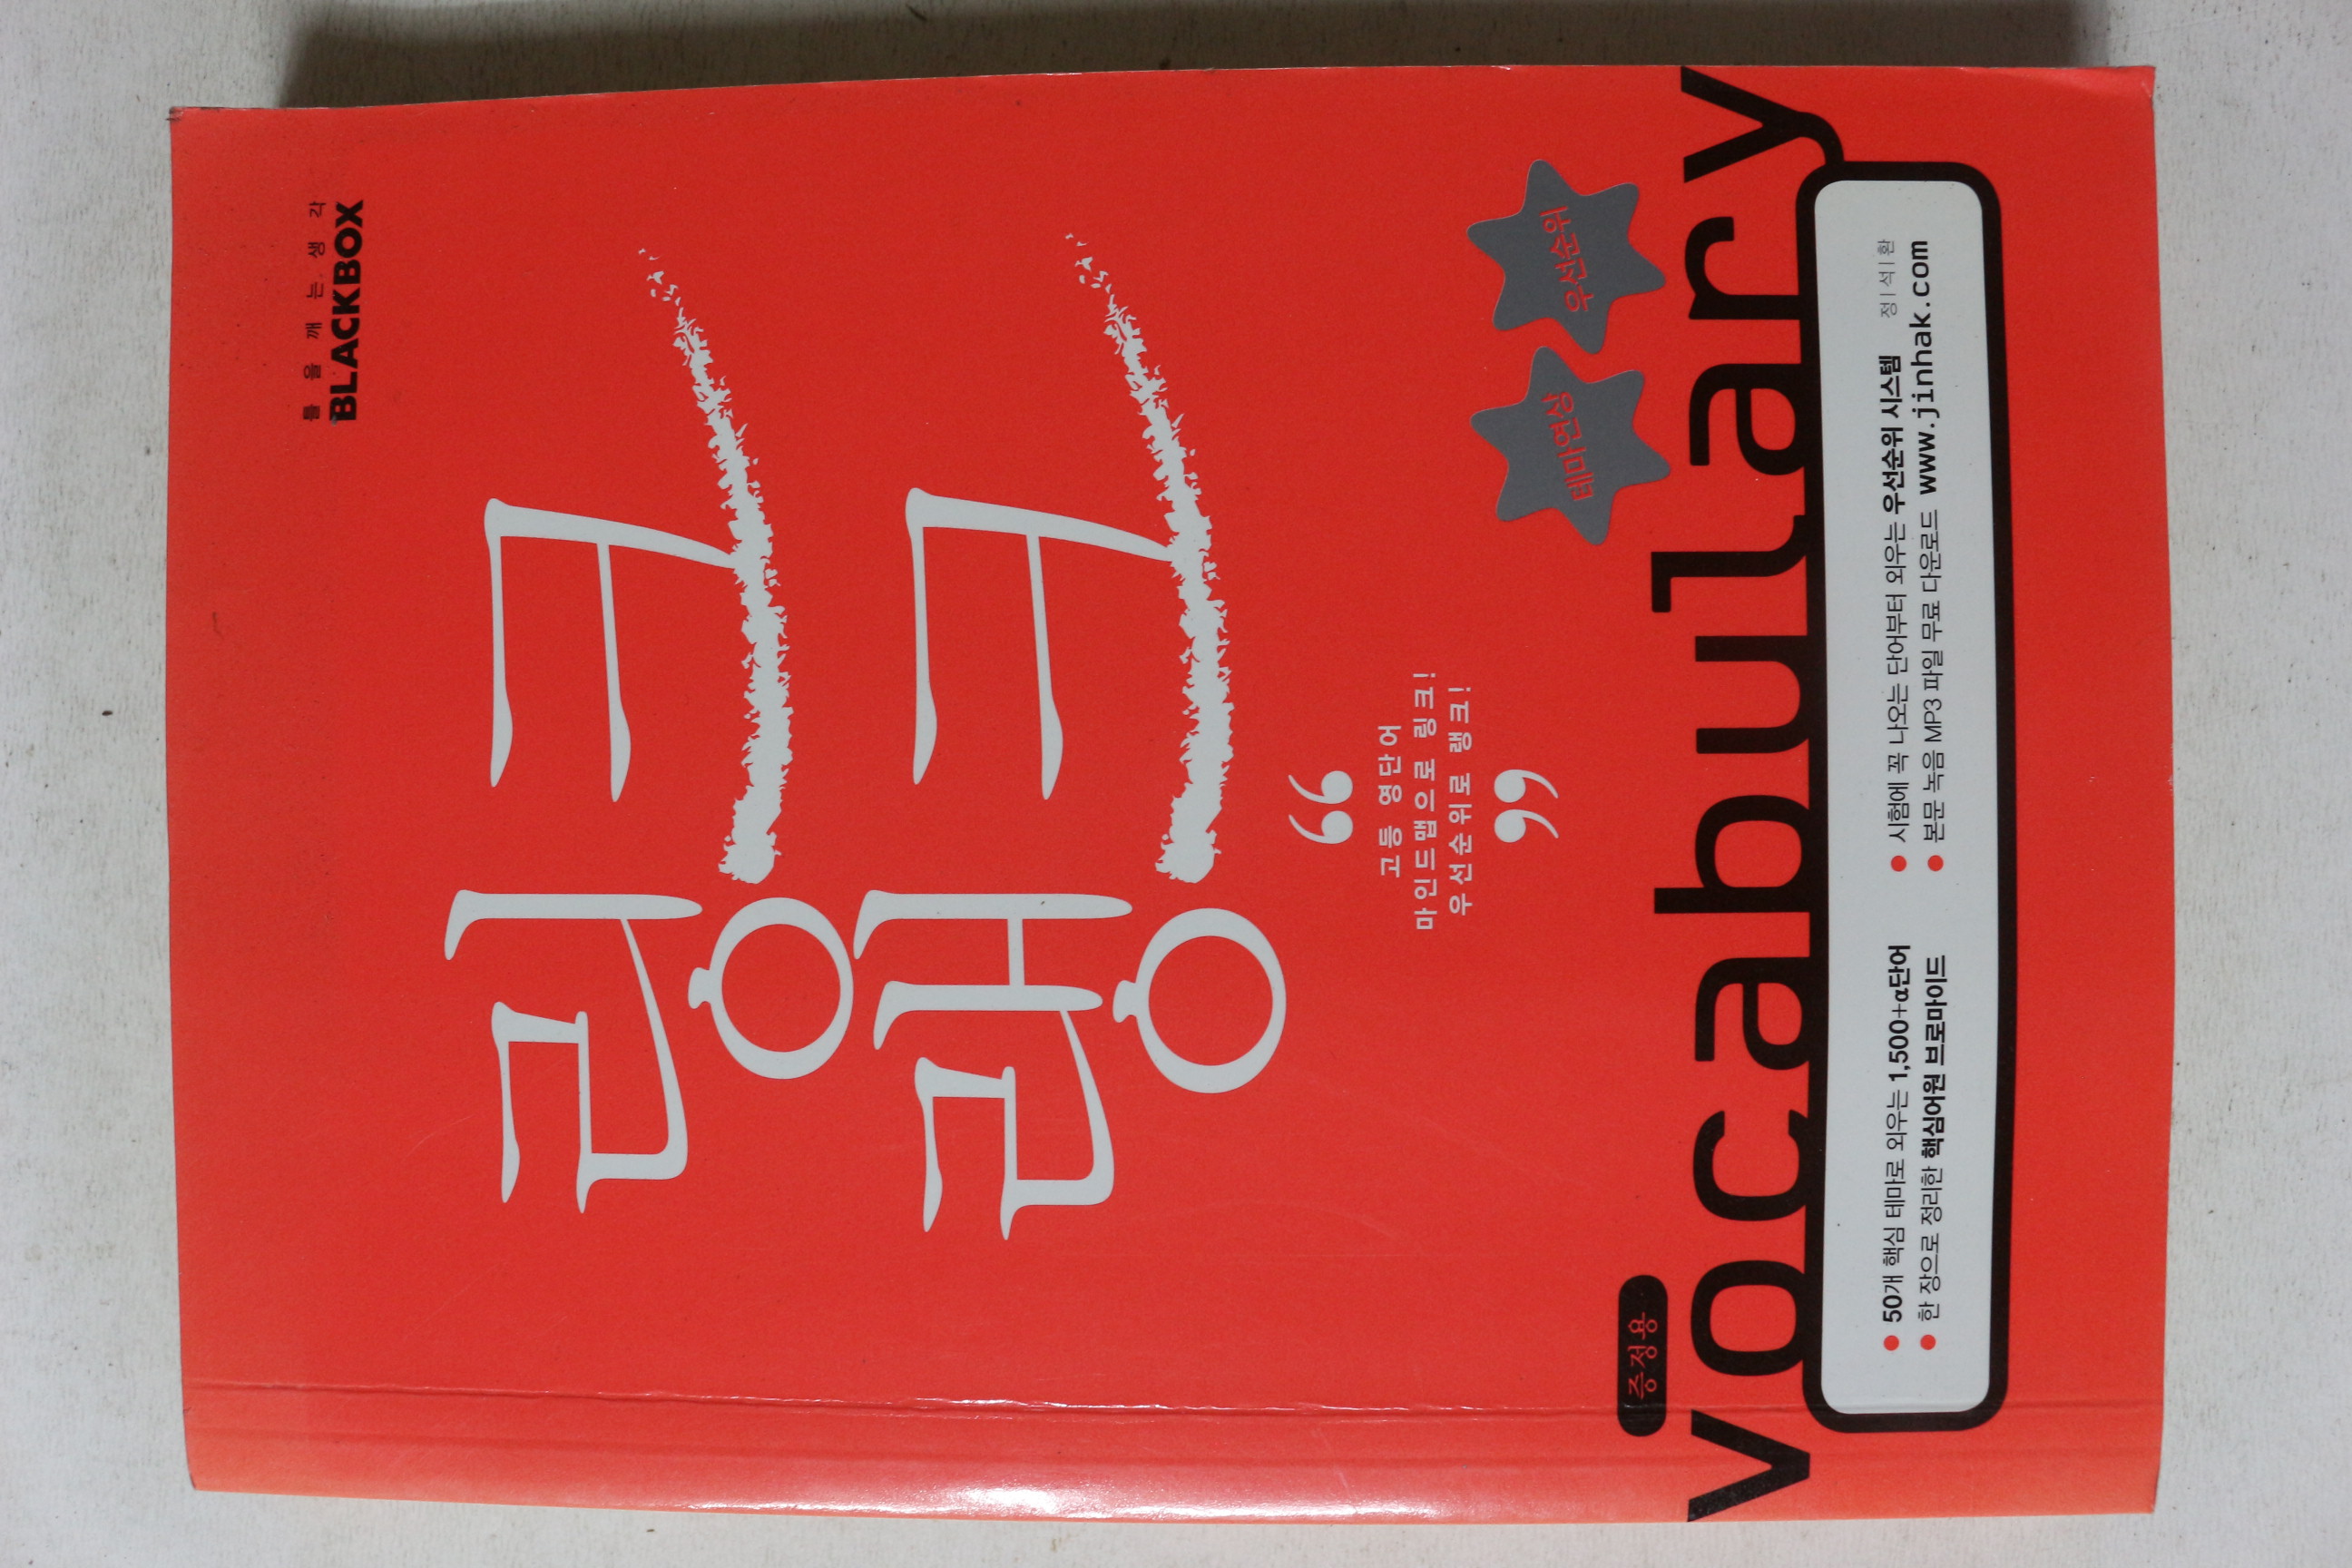 틀을 깨는 생각
BLACKBOX
링크
랭크
“
고등 영단어
마인드맵으로 링크!
우선순위로 랭크!
”
테마연상
우선순위
증정용
vocabulary
정|석|환
● 50개 핵심 테마로 외우는 1,500+α단어
● 한 장으로 정리한 핵심어원 브로마이드
● 시험에 꼭 나오는 단어부터 외우는 우선순위 시스템
● 본문 녹음 MP3 파일 무료 다운로드 www.jinhak.com